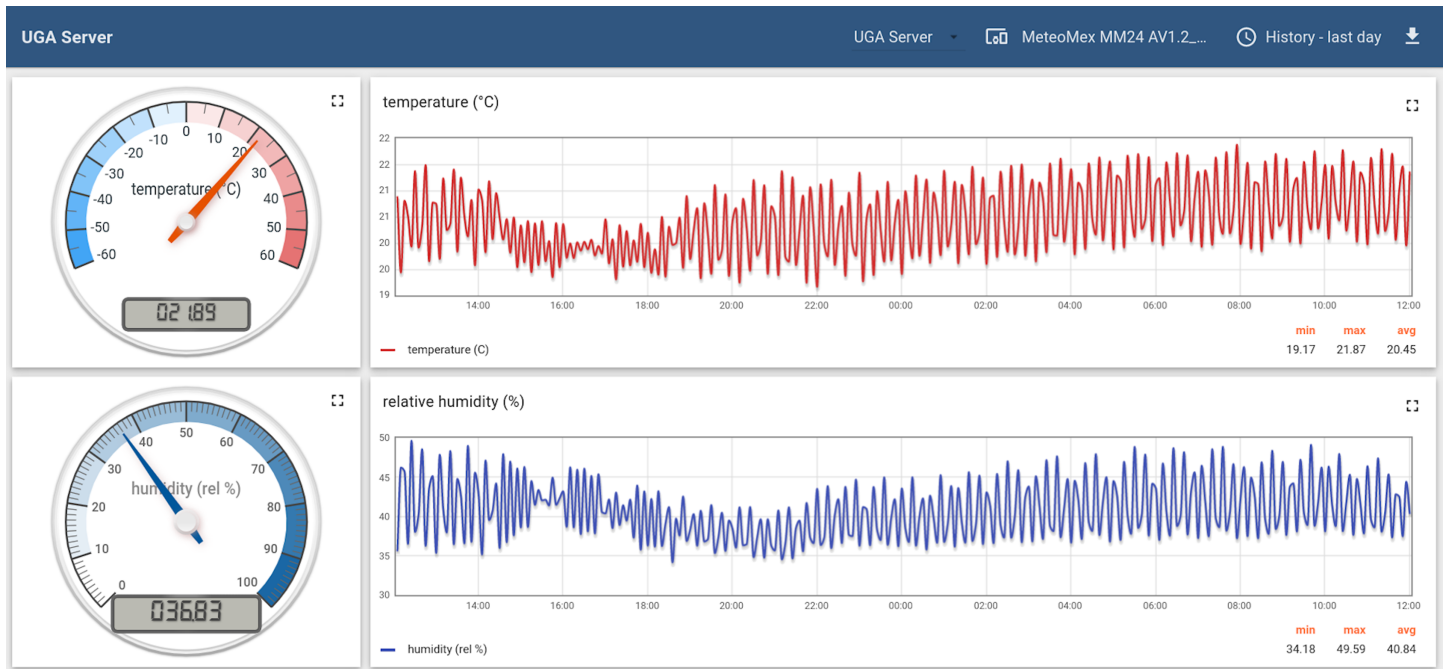 UGA Server
UGA Server
MeteoMex MM24 AV1.2_...
History - last day
0
-10
10
-20
20
-30
30
temperature (°C)
-40
40
-50
50
-60
60
021.89
temperature (°C)
22
22
21
21
20
20
19
14:00 16:00 18:00 20:00 22:00 00:00 02:00 04:00 06:00 08:00 10:00 12:00
min max avg
temperature (C) 19.17 21.87 20.45
50
40
60
30
70
humidity (rel %)
20
80
10
90
0
100
036.83
relative humidity (%)
50
45
40
35
30
14:00 16:00 18:00 20:00 22:00 00:00 02:00 04:00 06:00 08:00 10:00 12:00
min max avg
humidity (rel %) 34.18 49.59 40.84